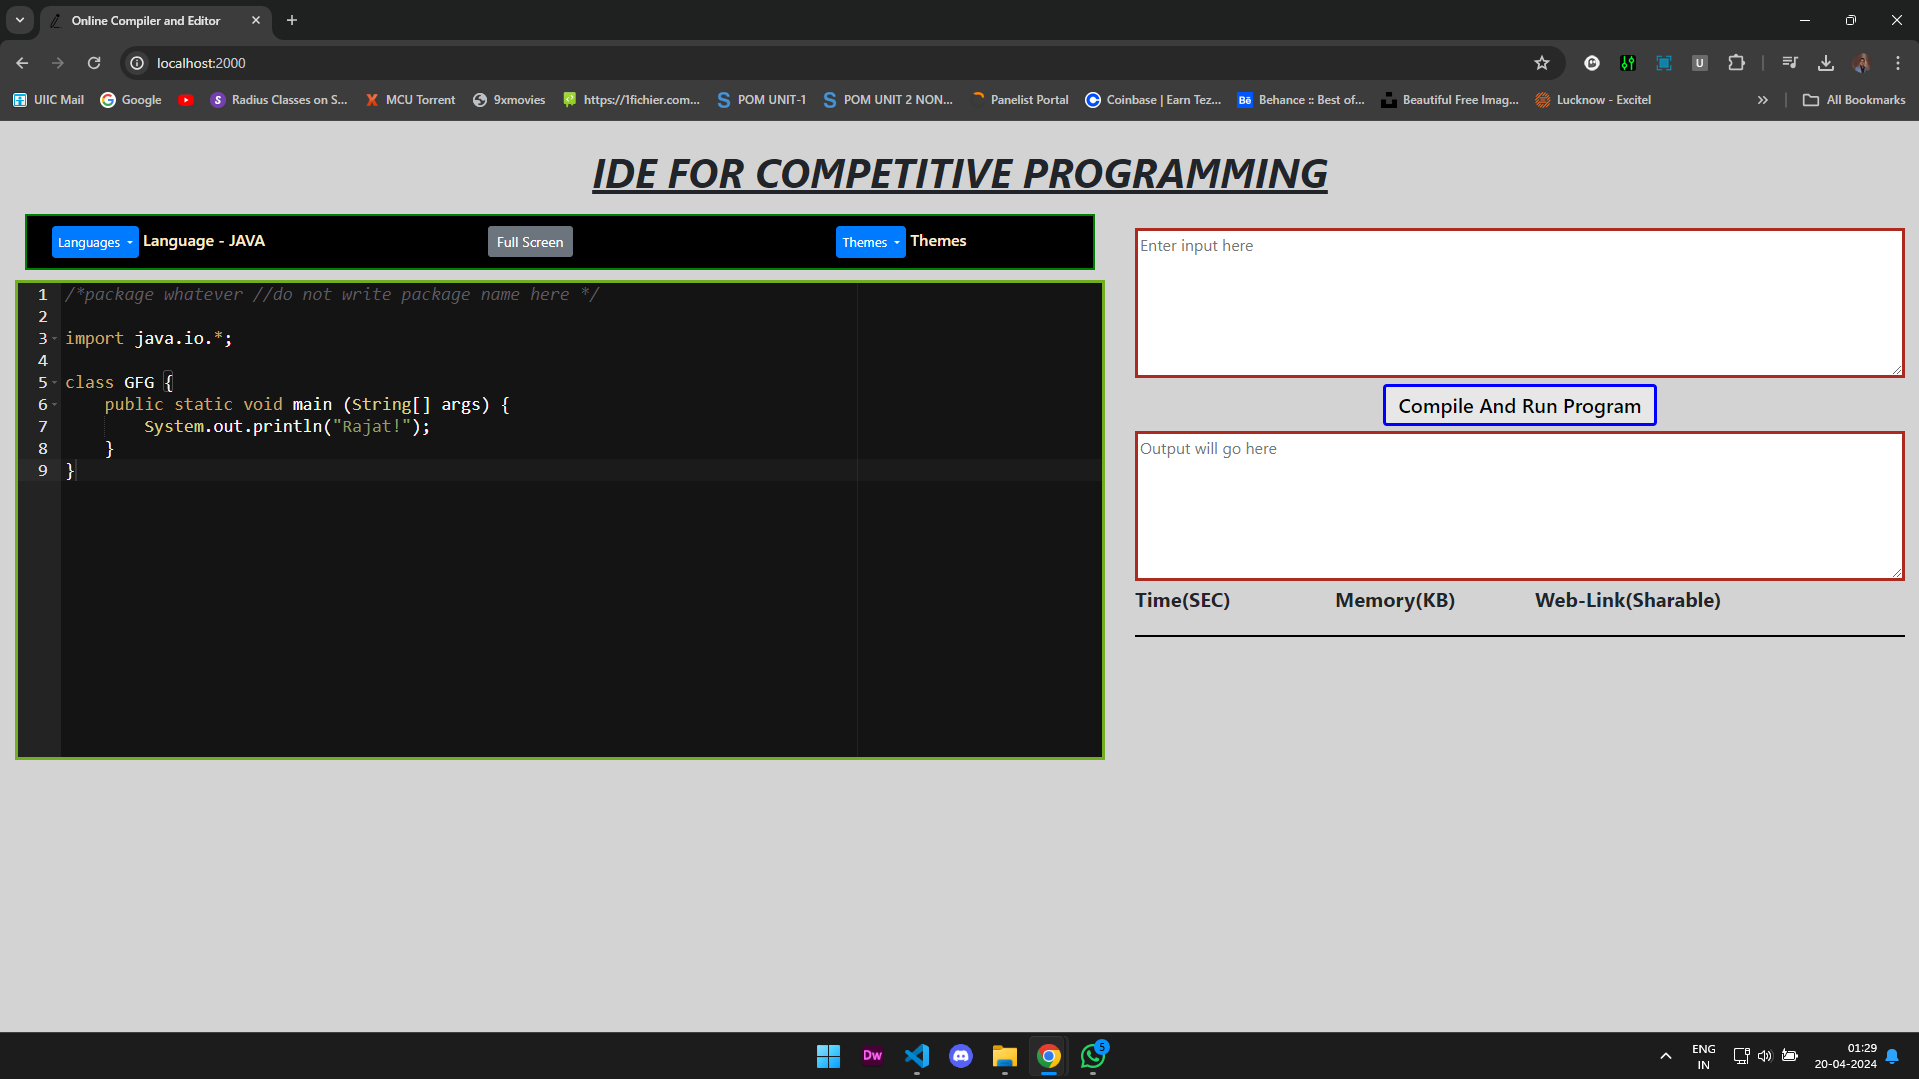 Online Compiler and Editor
localhost:2000
UIIC Mail Google Radius Classes on S... MCU Torrent 9xmovies https://1fichier.com... POM UNIT-1 POM UNIT 2 NON... Panelist Portal Coinbase | Earn Tez... Behance :: Best of... Beautiful Free Imag... Lucknow - Excitel » All Bookmarks
IDE FOR COMPETITIVE PROGRAMMING
Languages Language - JAVA Full Screen Themes Themes
1 /*package whatever //do not write package name here */
2
3 import java.io.*;
4
5 class GFG {
6 public static void main (String[] args) {
7 System.out.println("Rajat!");
8 }
9 }
Enter input here
Compile And Run Program
Output will go here
Time(SEC) Memory(KB) Web-Link(Sharable)
Dw
5
ENG
IN
01:29
20-04-2024